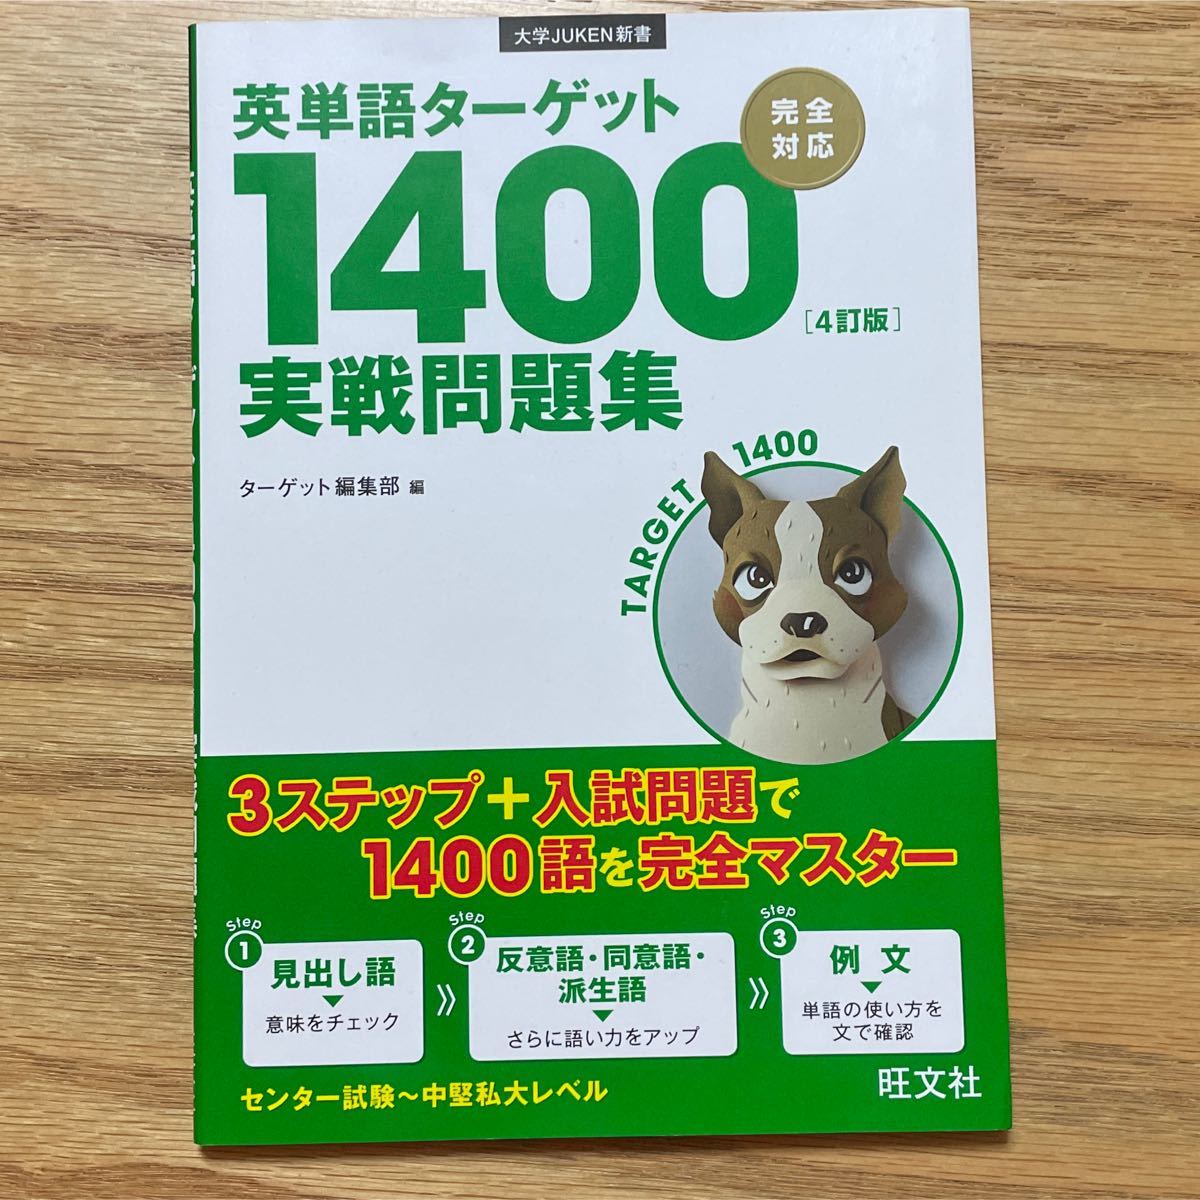 大学JUKEN新書
英単語ターゲット
1400
完全
対応
[4訂版]
実戦問題集
ターゲット編集部 編
TARGET 1400
3ステップ+入試問題で
1400語を完全マスター
Step 1
見出し語
意味をチェック
Step 2
反意語・同意語・
派生語
さらに語い力をアップ
Step 3
例文
単語の使い方を
文で確認
センター試験〜中堅私大レベル
旺文社